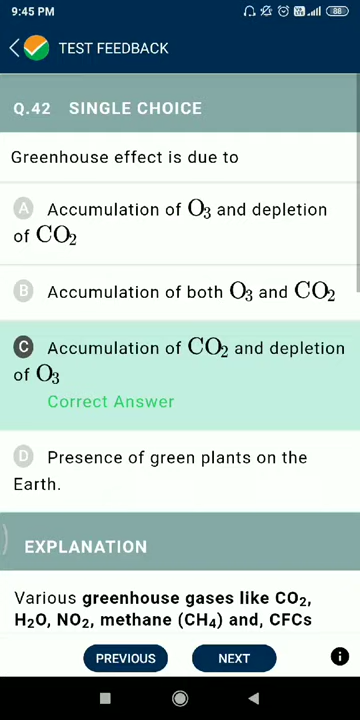 9:45 PM 88
TEST FEEDBACK
Q.42 SINGLE CHOICE
Greenhouse effect is due to
A Accumulation of O₃ and depletion
of CO₂
B Accumulation of both O₃ and CO₂
C Accumulation of CO₂ and depletion
of O₃
Correct Answer
D Presence of green plants on the
Earth.
EXPLANATION
Various greenhouse gases like CO₂,
H₂O, NO₂, methane (CH₄) and, CFCs
PREVIOUS NEXT